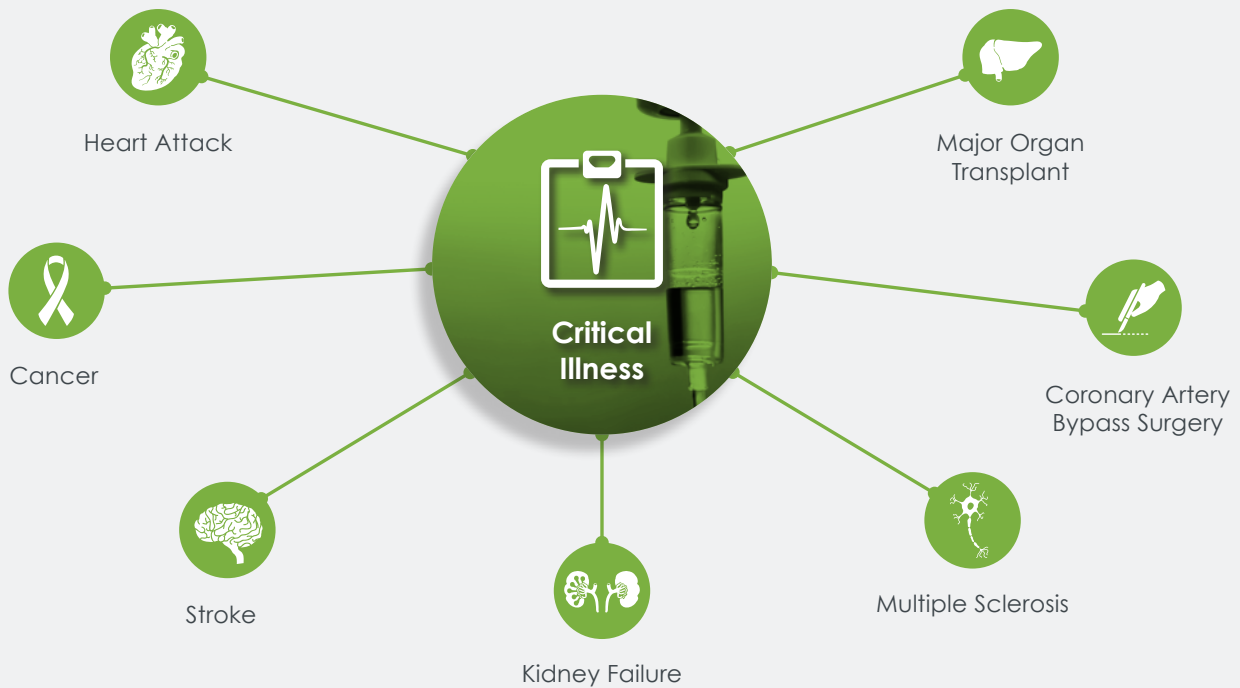 Heart Attack
Major Organ
Transplant
Critical
Illness
Cancer
Coronary Artery
Bypass Surgery
Stroke
Multiple Sclerosis
Kidney Failure